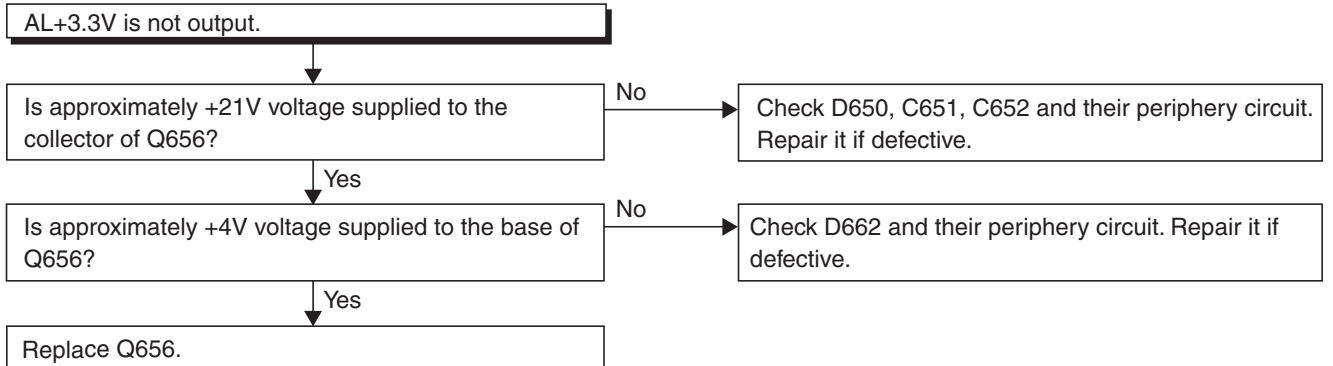 AL+3.3V is not output.
Is approximately +21V voltage supplied to the
collector of Q656?
No
Check D650, C651, C652 and their periphery circuit.
Repair it if defective.
Yes
Is approximately +4V voltage supplied to the base of
Q656?
No
Check D662 and their periphery circuit. Repair it if
defective.
Yes
Replace Q656.